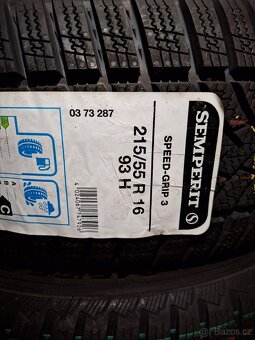 SEMPERIT
SPEED-GRIP 3
215/55 R 16
93 H
03 73 287
A B
C
Bazos.cz